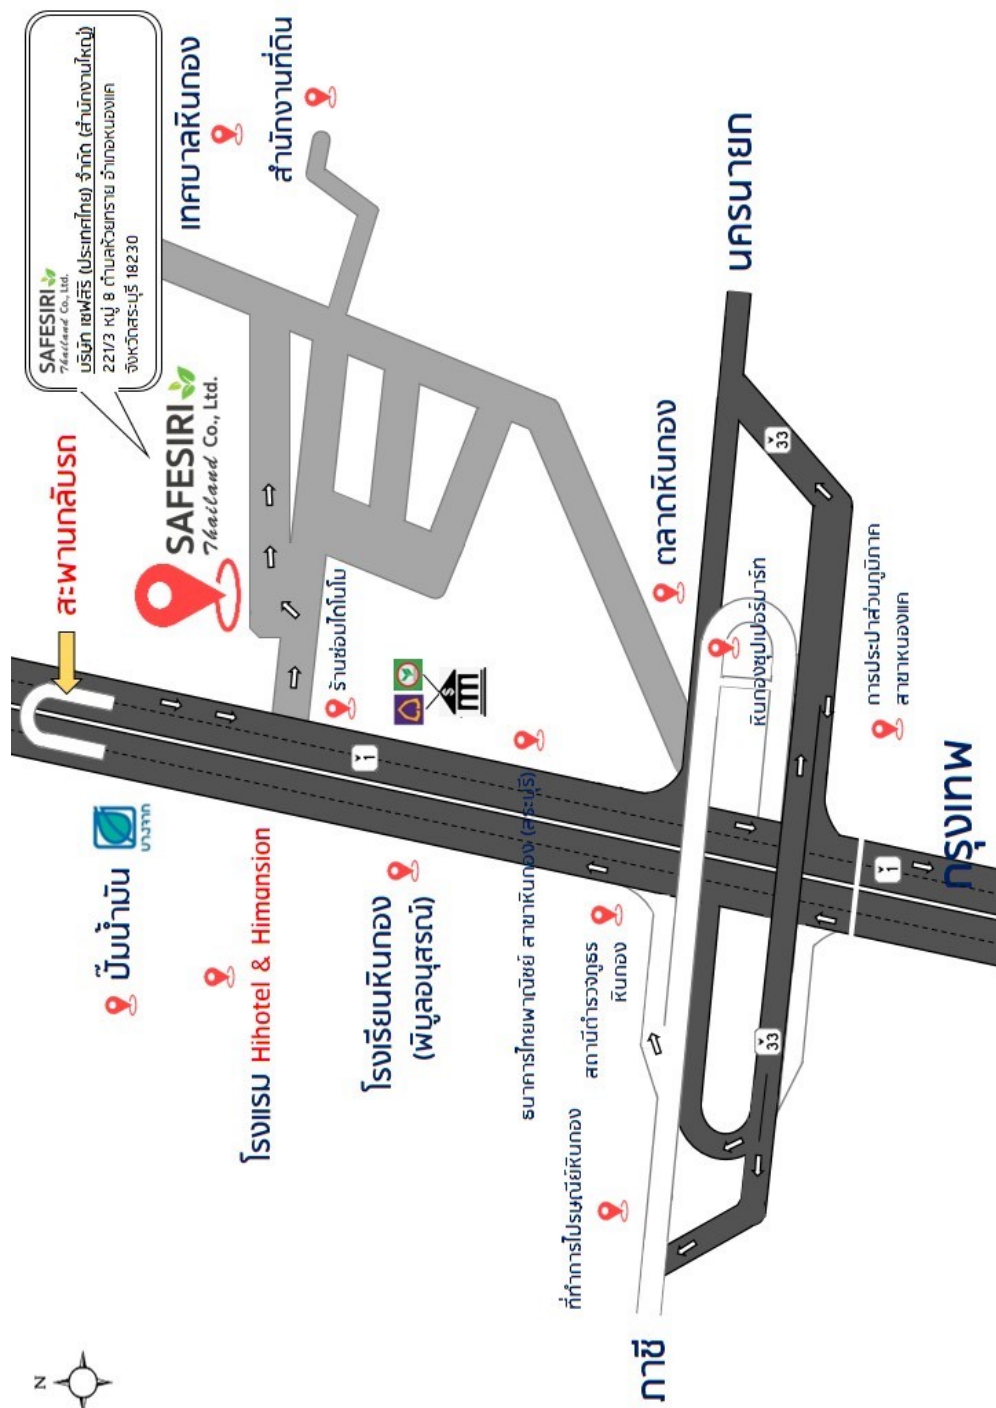 SAFESIRI
Thailand Co., Ltd.
บริษัท เซฟสิริ (ประเทศไทย) จำกัด (สำนักงานใหญ่)
221/3 หมู่ 8 ตำบลห้วยทราย อำเภอหนองแค
จังหวัดสระบุรี 18230
เทศบาลหินกอง
สำนักงานที่ดิน
สะพานกลับรถ
SAFESIRI
Thailand Co., Ltd.
นครนายก
ร้านซ่อมไดโนโม
ตลาดหินกอง
หินกองซุปเปอร์มาร์ท
33
การประปาส่วนภูมิภาค
สาขาหนองแค
1
ปั๊มน้ำมัน
บางจาก
โรงแรม Hihotel & Himansion
โรงเรียนหินกอง
(พิบูลอนุสรณ์)
ธนาคารไทยพาณิชย์ สาขาหินกอง (สระบุรี)
สถานีตำรวจภูธร
หินกอง
1
กรุงเทพ
33
ที่ทำการไปรษณีย์หินกอง
ภาชี
N